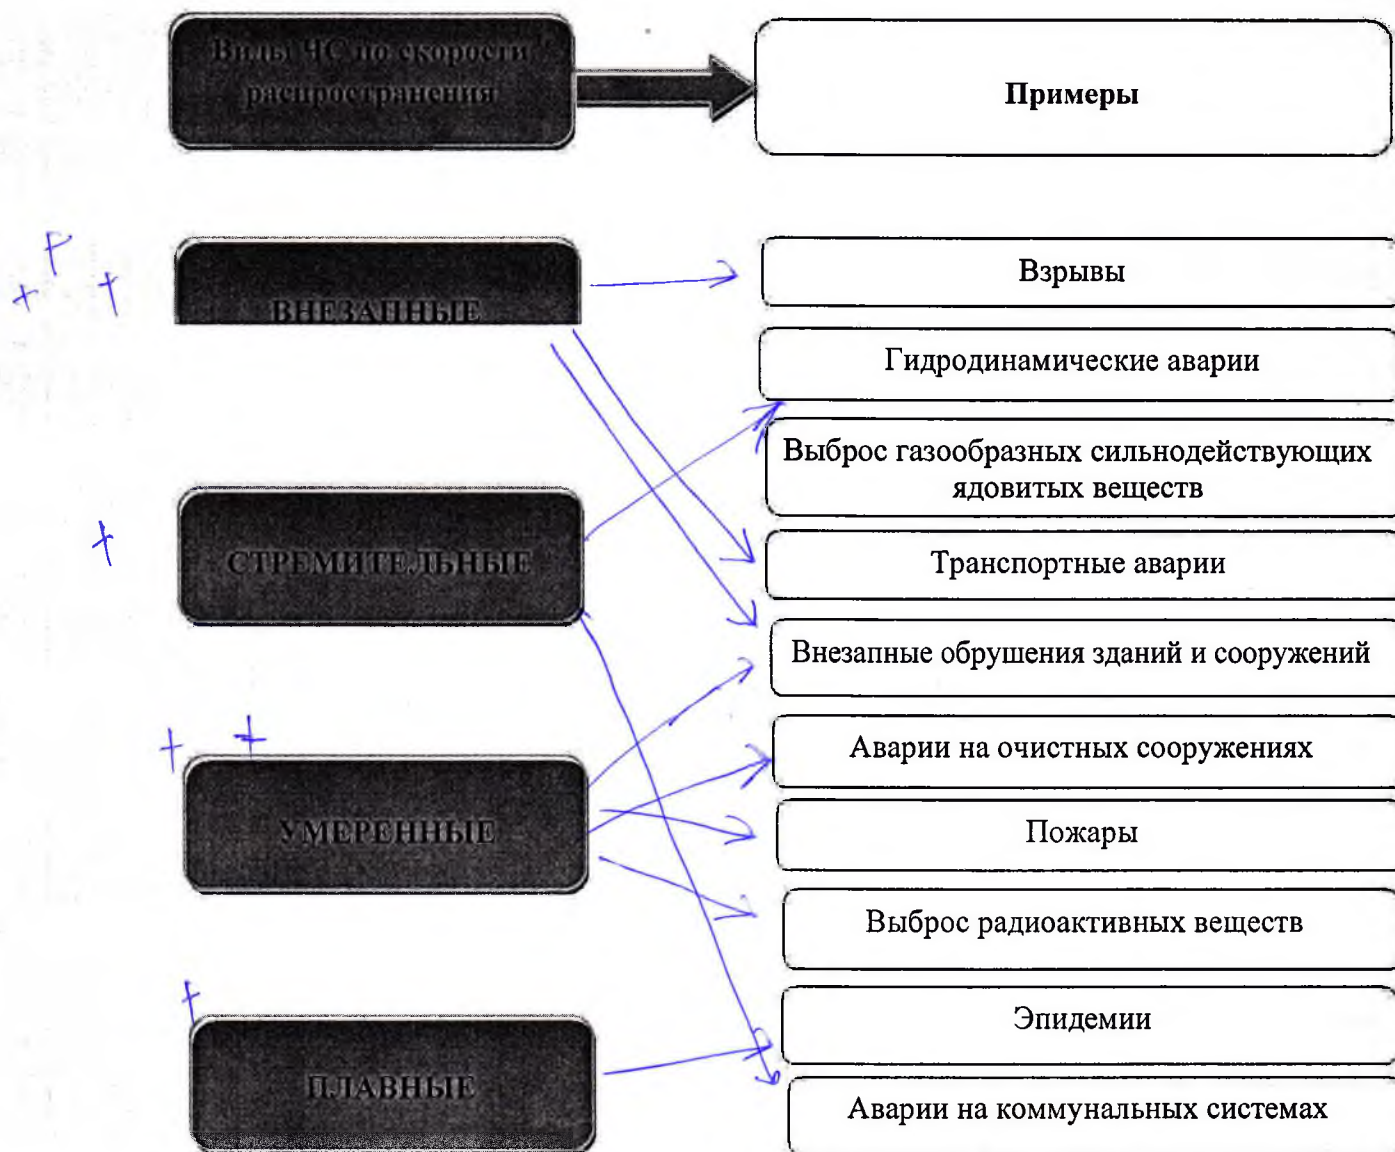 Виды ЧС по скорости
распространения
Примеры
ВНЕЗАПНЫЕ
Взрывы
Гидродинамические аварии
Выброс газообразных сильнодействующих
ядовитых веществ
СТРЕМИТЕЛЬНЫЕ
Транспортные аварии
Внезапные обрушения зданий и сооружений
Аварии на очистных сооружениях
УМЕРЕННЫЕ
Пожары
Выброс радиоактивных веществ
Эпидемии
ПЛАВНЫЕ
Аварии на коммунальных системах